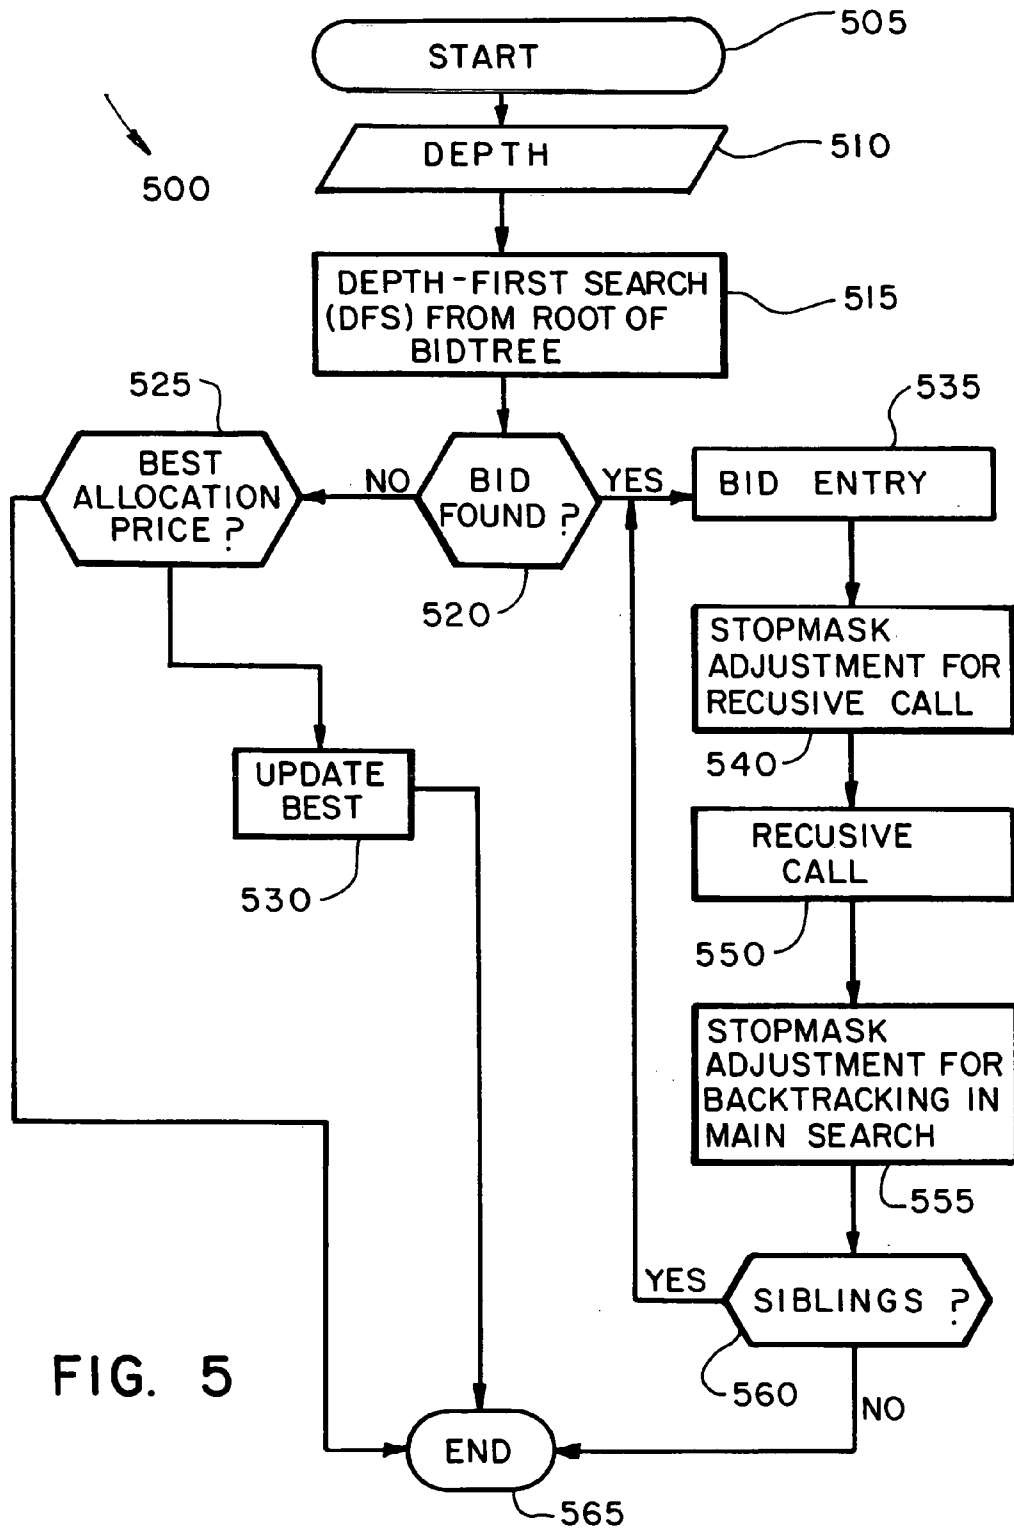 505
START
510
DEPTH
500
DEPTH-FIRST SEARCH
(DFS) FROM ROOT OF
BIDTREE
515
525
535
BEST
ALLOCATION
PRICE?
NO
BID
FOUND?
YES
BID ENTRY
520
STOPMASK
ADJUSTMENT FOR
RECUSIVE CALL
540
UPDATE
BEST
530
RECUSIVE
CALL
550
STOPMASK
ADJUSTMENT FOR
BACKTRACKING IN
MAIN SEARCH
555
YES
SIBLINGS ?
560
NO
FIG. 5
END
565